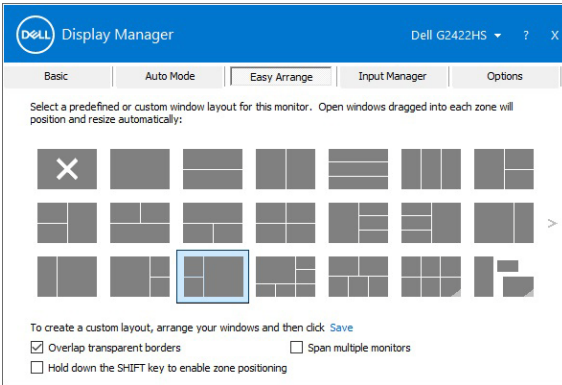 DELL Display Manager Dell G2422HS ? X
Basic Auto Mode Easy Arrange Input Manager Options
Select a predefined or custom window layout for this monitor. Open windows dragged into each zone will
position and resize automatically:
To create a custom layout, arrange your windows and then click Save
Overlap transparent borders Span multiple monitors
Hold down the SHIFT key to enable zone positioning